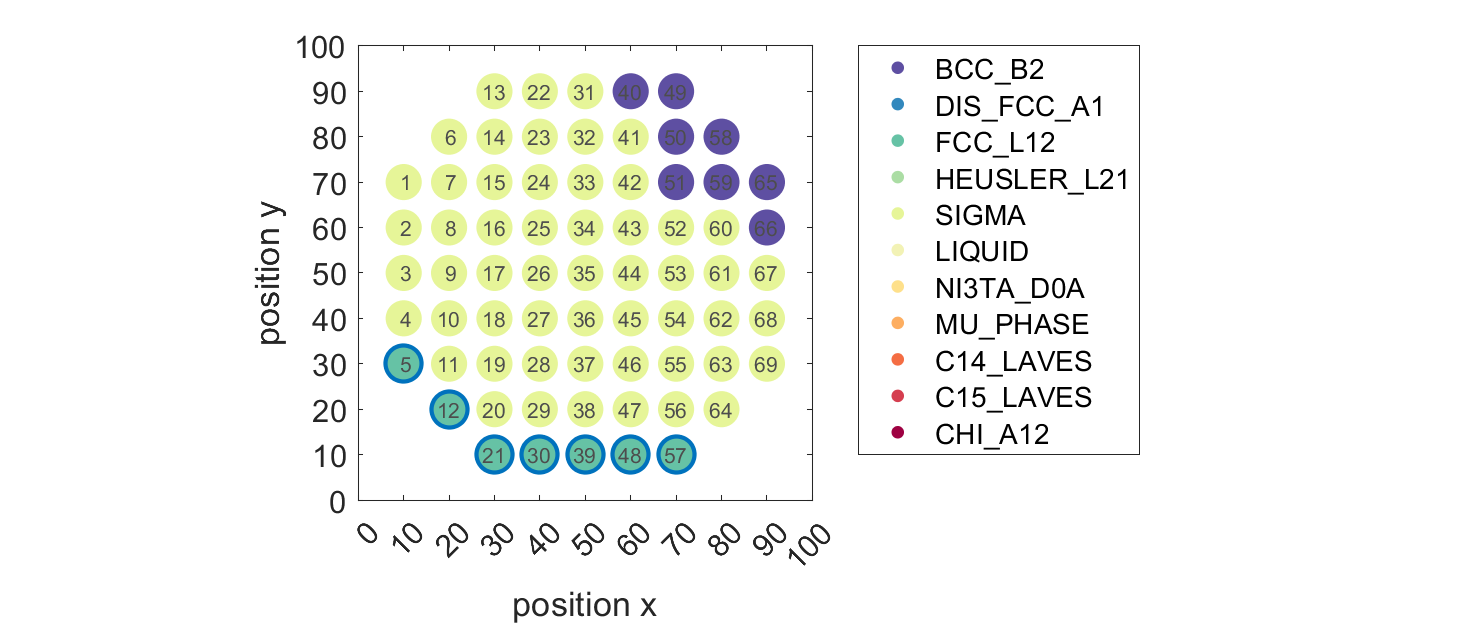 100
90 13 22 31 40 49
80 6 14 23 32 41 50 58
70 1 7 15 24 33 42 51 59 65
60 2 8 16 25 34 43 52 60 66
50 3 9 17 26 35 44 53 61 67
40 4 10 18 27 36 45 54 62 68
30 5 11 19 28 37 46 55 63 69
20 12 20 29 38 47 56 64
10 21 30 39 48 57
0
position y
0 10 20 30 40 50 60 70 80 90 100
position x
BCC_B2
DIS_FCC_A1
FCC_L12
HEUSLER_L21
SIGMA
LIQUID
NI3TA_D0A
MU_PHASE
C14_LAVES
C15_LAVES
CHI_A12